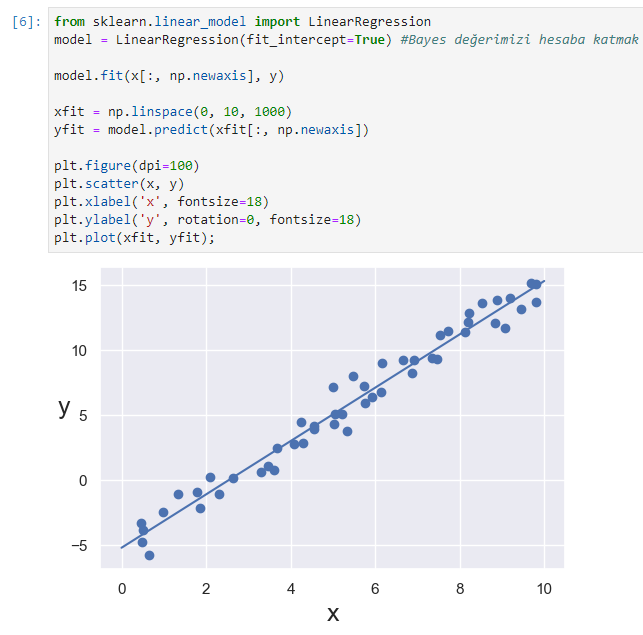 [6]: from sklearn.linear_model import LinearRegression
model = LinearRegression(fit_intercept=True) #Bayes değerimizi hesaba katmak
model.fit(x[:, np.newaxis], y)
xfit = np.linspace(0, 10, 1000)
yfit = model.predict(xfit[:, np.newaxis])
plt.figure(dpi=100)
plt.scatter(x, y)
plt.xlabel('x', fontsize=18)
plt.ylabel('y', rotation=0, fontsize=18)
plt.plot(xfit, yfit);
15
10
y
5
0
−5
0 2 4 6 8 10
x